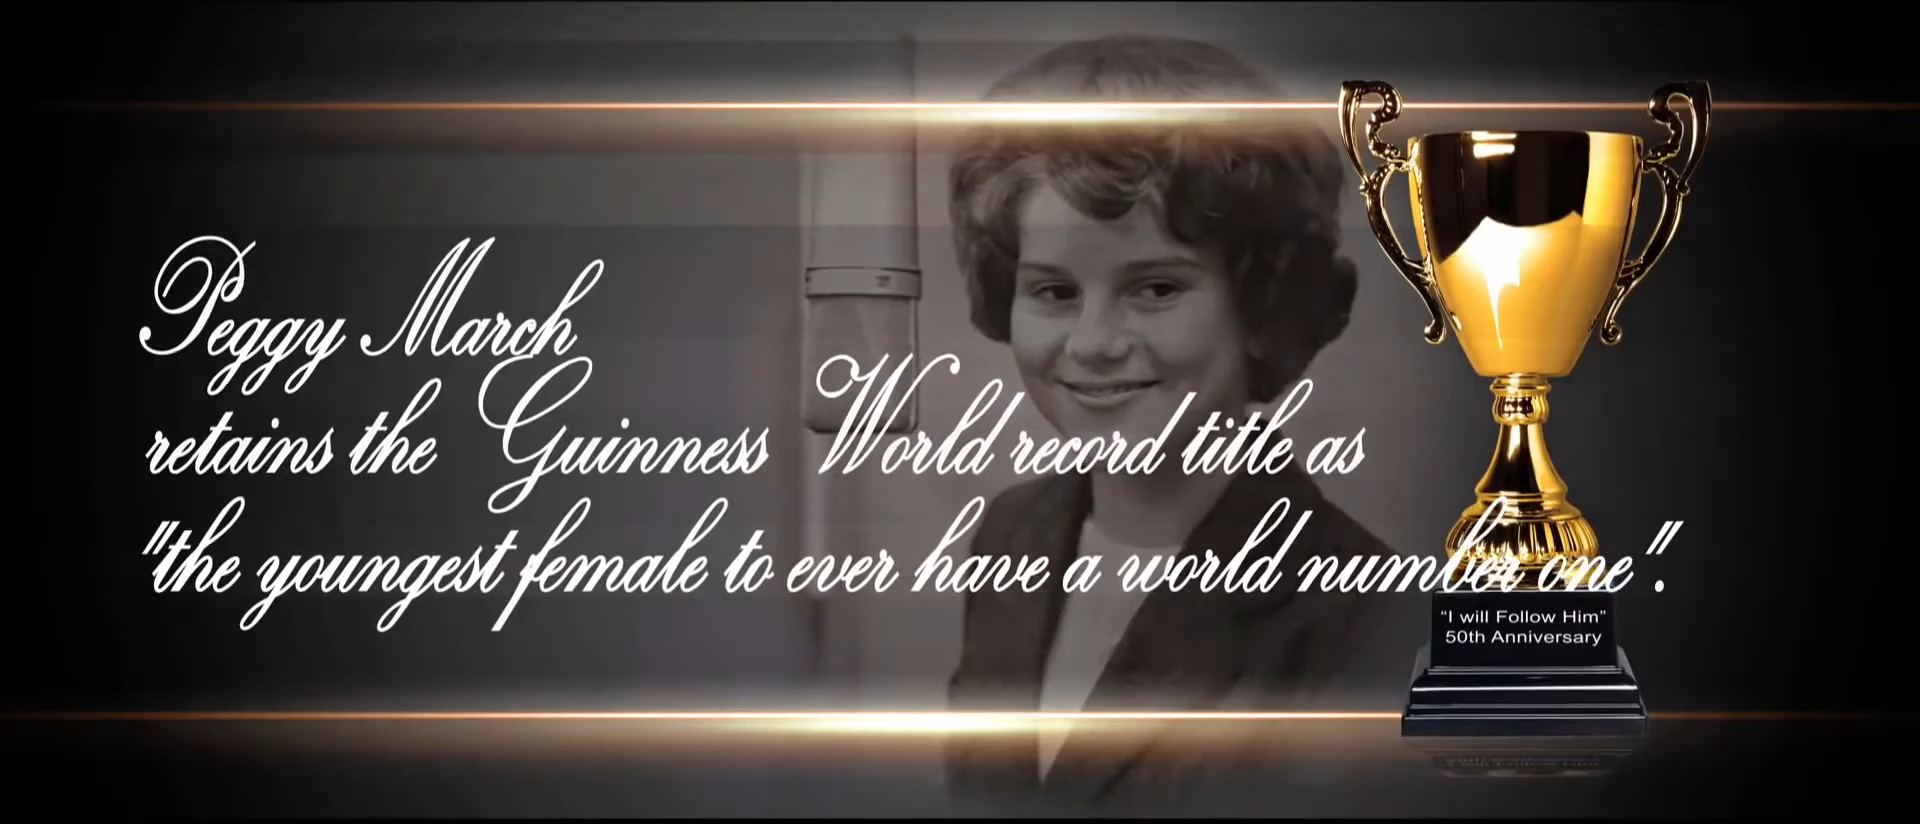 Peggy March
retains the Guinness World record title as
"the youngest female to ever have a world number one".
“I will Follow Him”
50th Anniversary